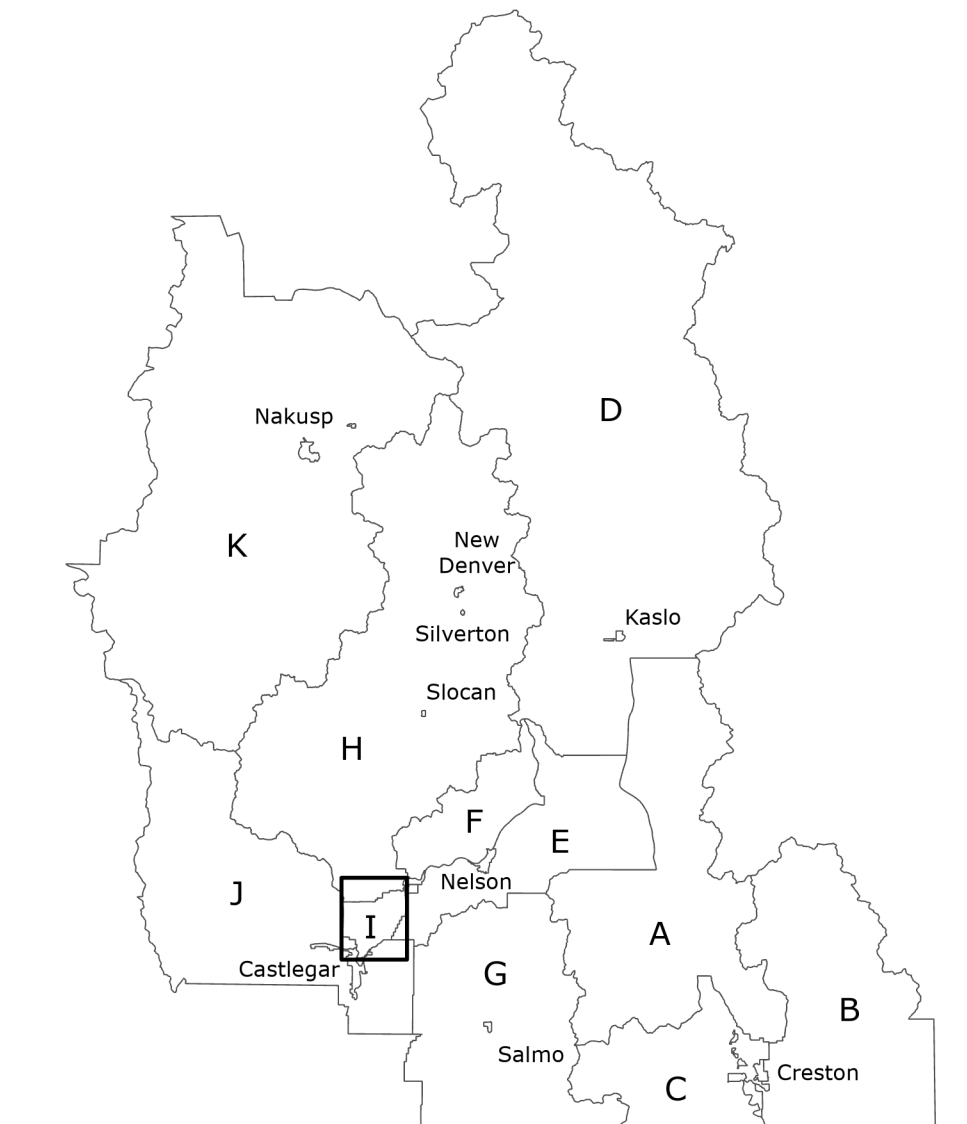 D
Nakusp
K
New
Denver
Kaslo
Silverton
Slocan
H
F
E
Nelson
J
I
A
Castlegar
G
B
Salmo
Creston
C